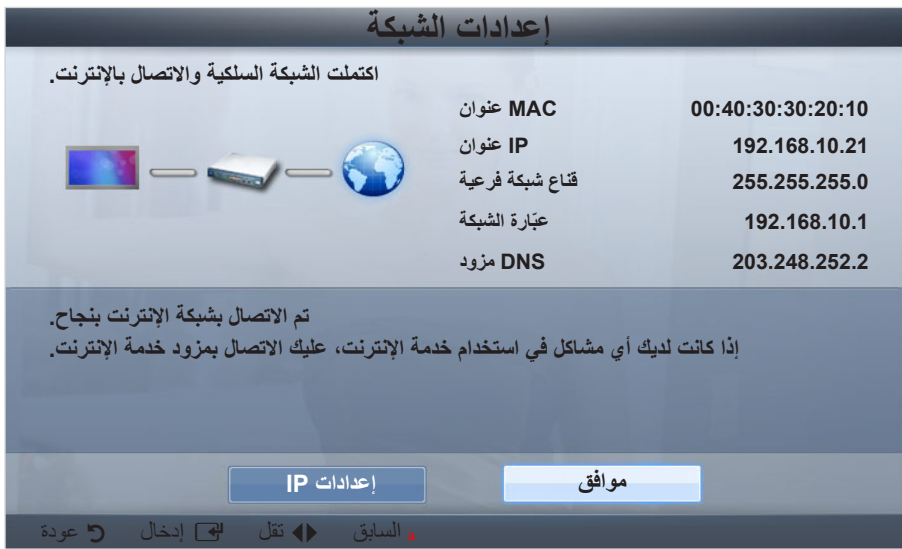 إعدادات الشبكة
اكتملت الشبكة السلكية والاتصال بالإنترنت.
MAC عنوان 00:40:30:30:20:10
IP عنوان 192.168.10.21
قناع شبكة فرعية 255.255.255.0
عبّارة الشبكة 192.168.10.1
DNS مزود 203.248.252.2
تم الاتصال بشبكة الإنترنت بنجاح.
إذا كانت لديك أي مشاكل في استخدام خدمة الإنترنت، عليك الاتصال بمزود خدمة الإنترنت.
موافق إعدادات IP
a السابق تقل إدخال عودة